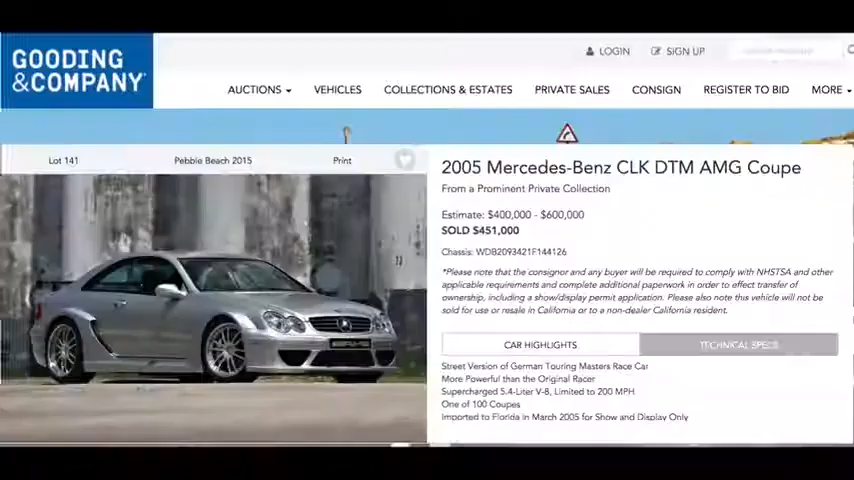 GOODING
&COMPANY
LOGIN
SIGN UP
AUCTIONS
VEHICLES
COLLECTIONS & ESTATES
PRIVATE SALES
CONSIGN
REGISTER TO BID
MORE
Lot 141
Pebble Beach 2015
Print
2005 Mercedes-Benz CLK DTM AMG Coupe
From a Prominent Private Collection
Estimate: $400,000 - $600,000
SOLD $451,000
Chassis: WDB2093421F144126
*Please note that the consignor and any buyer will be required to comply with NHSTSA and other
applicable requirements and complete additional paperwork in order to effect transfer of
ownership, including a show/display permit application. Please also note this vehicle will not be
sold for use or resale in California or to a non-dealer California resident.
CAR HIGHLIGHTS
TECHNICAL SPECS
Street Version of German Touring Masters Race Car
More Powerful than the Original Racer
Supercharged 5.4-Liter V-8, Limited to 200 MPH
One of 100 Coupes
Imported to Florida in March 2005 for Show and Display Only